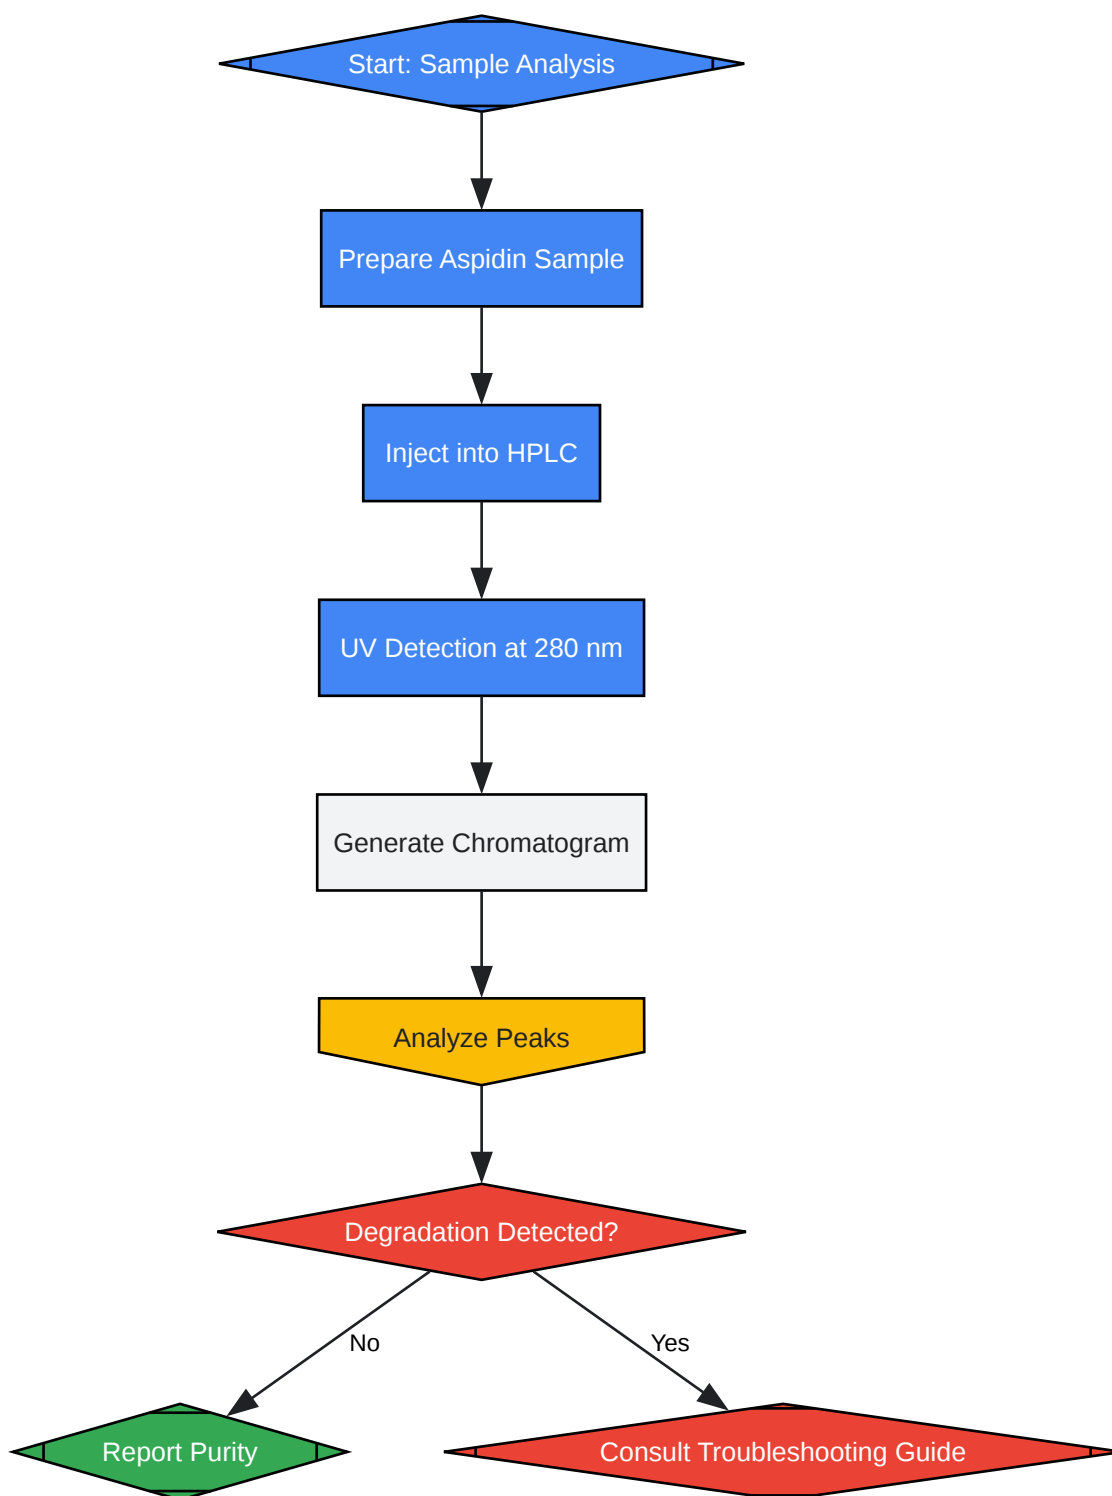 Start: Sample Analysis
Prepare Aspidin Sample
Inject into HPLC
UV Detection at 280 nm
Generate Chromatogram
Analyze Peaks
Degradation Detected?
No
Yes
Report Purity
Consult Troubleshooting Guide